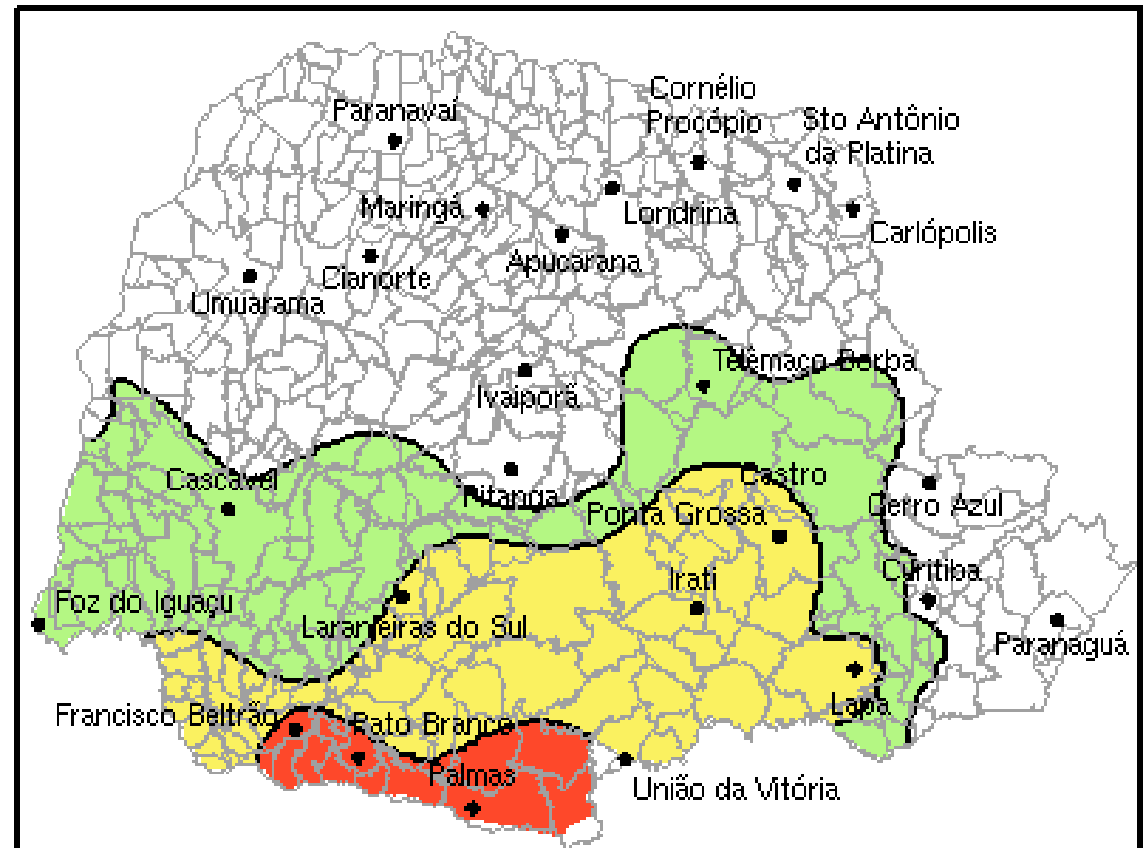 Cornélio
Procópio
Paranavaí
Sto Antônio
da Platina
Maringá
Londrina
Carlópolis
Apucarana
Cianorte
Umuarama
Telêmaco Borba
Ivaiporã
Cascavel
Castro
Pitanga
Ponta Grossa
Cerro Azul
Curitiba
Irati
Foz do Iguaçu
Laranjeiras do Sul
Paranaguá
Lapa
Francisco Beltrão
Pato Branco
Palmas
União da Vitória